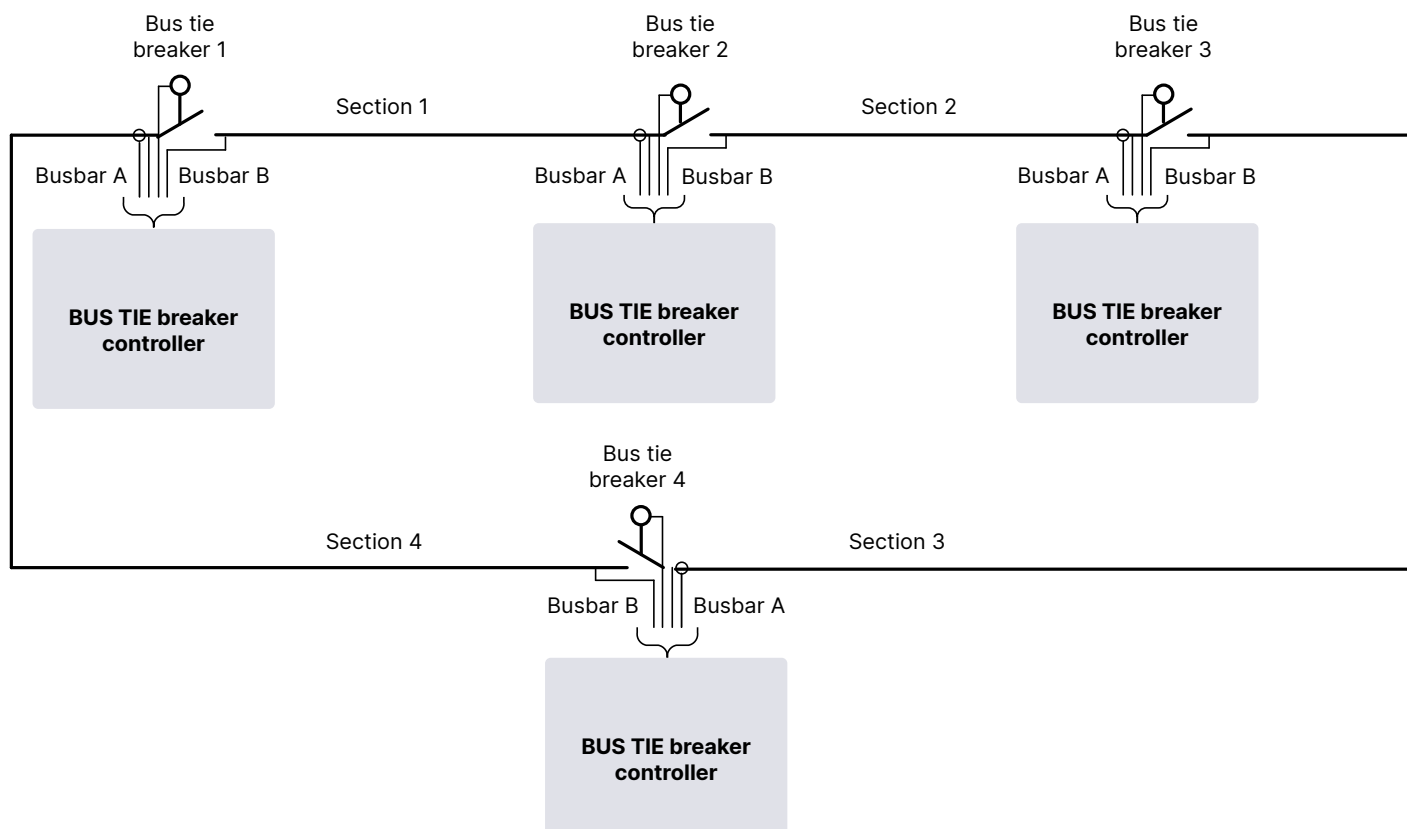 Bus tie
breaker 1
Bus tie
breaker 2
Bus tie
breaker 3
Section 1
Section 2
Busbar A
Busbar B
Busbar A
Busbar B
Busbar A
Busbar B
BUS TIE breaker
controller
BUS TIE breaker
controller
BUS TIE breaker
controller
Bus tie
breaker 4
Section 4
Section 3
Busbar B
Busbar A
BUS TIE breaker
controller